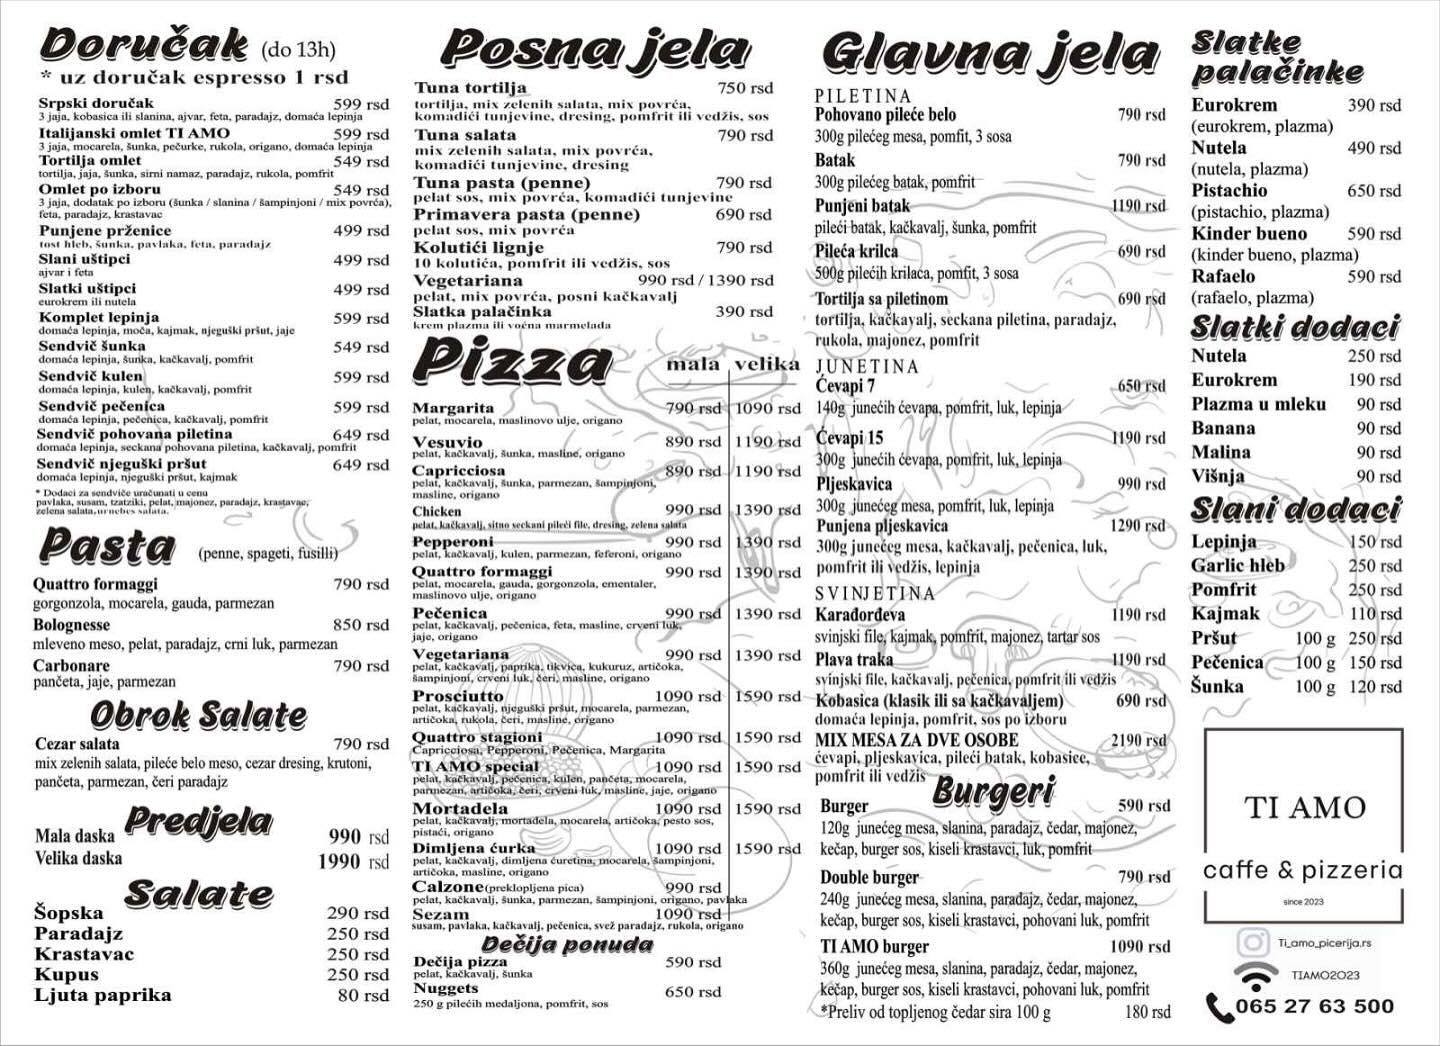 Doručak (do 13h)
* uz doručak espresso 1 rsd
Srpski doručak 599 rsd
3 jaja, kobasica ili slanina, ajvar, feta, paradajz, domaća lepinja
Italijanski omlet TI AMO 599 rsd
3 jaja, mocarela, šunka, pečurke, rukola, origano, domaća lepinja
Tortilja omlet 549 rsd
tortilja, jaja, šunka, sirni namaz, paradajz, rukola, pomfrit
Omlet po izboru 549 rsd
3 jaja, dodatak po izboru (šunka / slanina / šampinjoni / mix povrća),
feta, paradajz, krastavac
Punjene prženice 499 rsd
tost hleb, šunka, pavlaka, feta, paradajz
Slani uštipci 499 rsd
ajvar i feta
Slatki uštipci 499 rsd
eurokrem ili nutela
Komplet lepinja 599 rsd
domaća lepinja, moča, kajmak, njeguški pršut, jaje
Sendvič šunka 549 rsd
domaća lepinja, šunka, kačkavalj, pomfrit
Sendvič kulen 599 rsd
domaća lepinja, kulen, kačkavalj, pomfrit
Sendvič pečenica 599 rsd
domaća lepinja, pečenica, kačkavalj, pomfrit
Sendvič pohovana piletina 649 rsd
domaća lepinja, seckana pohovana piletina, kačkavalj, pomfrit
Sendvič njeguški pršut 649 rsd
domaća lepinja, njeguški pršut, kajmak
* Dodaci za sendviče uračunati u cenu
pavlaka, susam, tzatziki, pelat, majonez, paradajz, krastavac,
zelena salata, urnebes salata.
Pasta (penne, spageti, fusilli)
Quattro formaggi 790 rsd
gorgonzola, mocarela, gauda, parmezan
Bolognesse 850 rsd
mleveno meso, pelat, paradajz, crni luk, parmezan
Carbonare 790 rsd
pančeta, jaje, parmezan
Obrok Salate
Cezar salata 790 rsd
mix zelenih salata, pileće belo meso, cezar dresing, krutoni,
pančeta, parmezan, čeri paradajz
Predjela
Mala daska 990 rsd
Velika daska 1990 rsd
Salate
Šopska 290 rsd
Paradajz 250 rsd
Krastavac 250 rsd
Kupus 250 rsd
Ljuta paprika 80 rsd
Posna jela
Tuna tortilja 750 rsd
tortilja, mix zelenih salata, mix povrća,
komadići tunjevine, dresing, pomfrit ili vedžis, sos
Tuna salata 790 rsd
mix zelenih salata, mix povrća,
komadići tunjevine, dresing
Tuna pasta (penne) 790 rsd
pelat sos, mix povrća, komadići tunjevine
Primavera pasta (penne) 690 rsd
pelat sos, mix povrća
Kolutići lignje 790 rsd
10 kolutića, pomfrit ili vedžis, sos
Vegetariana 990 rsd / 1390 rsd
pelat, mix povrća, posni kačkavalj
Slatka palačinka 390 rsd
krem plazma ili voćna marmelada
Pizza mala velika
Margarita 790 rsd 1090 rsd
pelat, mocarela, maslinovo ulje, origano
Vesuvio 890 rsd 1190 rsd
pelat, kačkavalj, šunka, masline, origano
Capricciosa 890 rsd 1190 rsd
pelat, kačkavalj, šunka, parmezan, šampinjoni,
masline, origano
Chicken 990 rsd 1390 rsd
pelat, kačkavalj, sitno seckani pileći file, dresing, zelena salata
Pepperoni 990 rsd 1390 rsd
pelat, kačkavalj, kulen, parmezan, feferoni, origano
Quattro formaggi 990 rsd 1390 rsd
pelat, mocarela, gauda, gorgonzola, ementaler,
maslinovo ulje, origano
Pečenica 990 rsd 1390 rsd
pelat, kačkavalj, pečenica, feta, masline, crveni luk,
jaje, origano
Vegetariana 990 rsd 1390 rsd
pelat, kačkavalj, paprika, tikvica, kukuruz, artičoka,
šampinjoni, crveni luk, čeri, masline, origano
Prosciutto 1090 rsd 1590 rsd
pelat, kačkavalj, njeguški pršut, mocarela, parmezan,
artičoka, rukola, čeri, masline, origano
Quattro stagioni 1090 rsd 1590 rsd
Capricciosa, Pepperoni, Pečenica, Margarita
TI AMO special 1090 rsd 1590 rsd
pelat, kačkavalj, pečenica, kulen, pančeta, mocarela,
parmezan, artičoka, čeri, crveni luk, masline, jaje, origano
Mortadela 1090 rsd 1590 rsd
pelat, kačkavalj, mortadela, mocarela, artičoka, pesto sos,
pistaći, origano
Dimljena ćurka 1090 rsd 1590 rsd
pelat, kačkavalj, dimljena ćuretina, mocarela, šampinjoni,
artičoka, masline, origano
Calzone (preklopljena pica) 990 rsd
pelat, kačkavalj, šunka, parmezan, šampinjoni, origano, pavlaka
Sezam 1090 rsd
susam, pavlaka, kačkavalj, pečenica, svež paradajz, rukola, origano
Dečija ponuda
Dečija pizza 590 rsd
pelat, kačkavalj, šunka
Nuggets 650 rsd
250 g pilećih medaljona, pomfrit, sos
Glavna jela
PILETINA
Pohovano pileće belo 790 rsd
300g pilećeg mesa, pomfit, 3 sosa
Batak 790 rsd
300g pilećeg batak, pomfrit
Punjeni batak 1190 rsd
pileći batak, kačkavalj, šunka, pomfrit
Pileća krilca 690 rsd
500g pilećih krilaca, pomfit, 3 sosa
Tortilja sa piletinom 690 rsd
tortilja, kačkavalj, seckana piletina, paradajz,
rukola, majonez, pomfrit
JUNETINA
Ćevapi 7 650 rsd
140g junećih ćevapa, pomfrit, luk, lepinja
Ćevapi 15 1190 rsd
300g junećih ćevapa, pomfrit, luk, lepinja
Pljeskavica 990 rsd
300g junećeg mesa, pomfrit, luk, lepinja
Punjena pljeskavica 1290 rsd
300g junećeg mesa, kačkavalj, pečenica, luk,
pomfrit ili vedžis, lepinja
SVINJETINA
Karađorđeva 1190 rsd
svinjski file, kajmak, pomfrit, majonez, tartar sos
Plava traka 1190 rsd
svinjski file, kačkavalj, pečenica, pomfrit ili vedžis
Kobasica (klasik ili sa kačkavaljem) 690 rsd
domaća lepinja, pomfrit, sos po izboru
MIX MESA ZA DVE OSOBE 2190 rsd
ćevapi, pljeskavica, pileći batak, kobasice,
pomfrit ili vedžis
Burgeri
Burger 590 rsd
120g junećeg mesa, slanina, paradajz, čedar, majonez,
kečap, burger sos, kiseli krastavci, luk, pomfrit
Double burger 790 rsd
240g junećeg mesa, slanina, paradajz, čedar, majonez,
kečap, burger sos, kiseli krastavci, pohovani luk, pomfrit
TI AMO burger 1090 rsd
360g junećeg mesa, slanina, paradajz, čedar, majonez,
kečap, burger sos, kiseli krastavci, pohovani luk, pomfrit
*Preliv od topljenog čedar sira 100 g 180 rsd
Slatke
palačinke
Eurokrem 390 rsd
(eurokrem, plazma)
Nutela 490 rsd
(nutela, plazma)
Pistachio 650 rsd
(pistachio, plazma)
Kinder bueno 590 rsd
(kinder bueno, plazma)
Rafaelo 590 rsd
(rafaelo, plazma)
Slatki dodaci
Nutela 250 rsd
Eurokrem 190 rsd
Plazma u mleku 90 rsd
Banana 90 rsd
Malina 90 rsd
Višnja 90 rsd
Slani dodaci
Lepinja 150 rsd
Garlic hleb 250 rsd
Pomfrit 250 rsd
Kajmak 110 rsd
Pršut 100 g 250 rsd
Pečenica 100 g 150 rsd
Šunka 100 g 120 rsd
TI AMO
caffe & pizzeria
since 2023
Ti_amo_picerija.rs
TIAMO2023
065 27 63 500